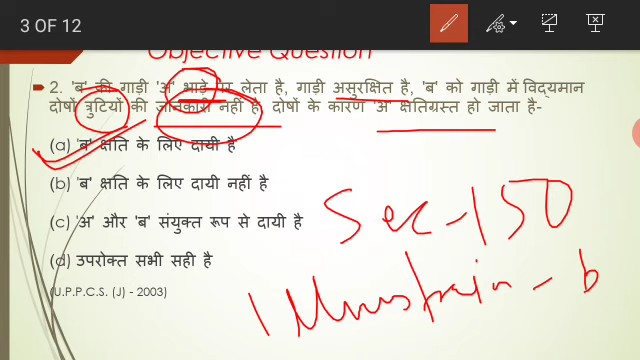 3 OF 12
Objective Question
2. 'ब' की गाड़ी 'अ' भाड़े पर लेता है, गाड़ी असुरक्षित है, 'ब' को गाड़ी में विद्यमान
दोषों त्रुटियों की जानकारी नहीं है, दोषों के कारण 'अ' क्षतिग्रस्त हो जाता है-
(a) 'ब' क्षति के लिए दायी है
(b) 'ब' क्षति के लिए दायी नहीं है
(c) 'अ' और 'ब' संयुक्त रूप से दायी है
(d) उपरोक्त सभी सही है
(U.P.P.C.S. (J) - 2003)
Sec - 150
- b